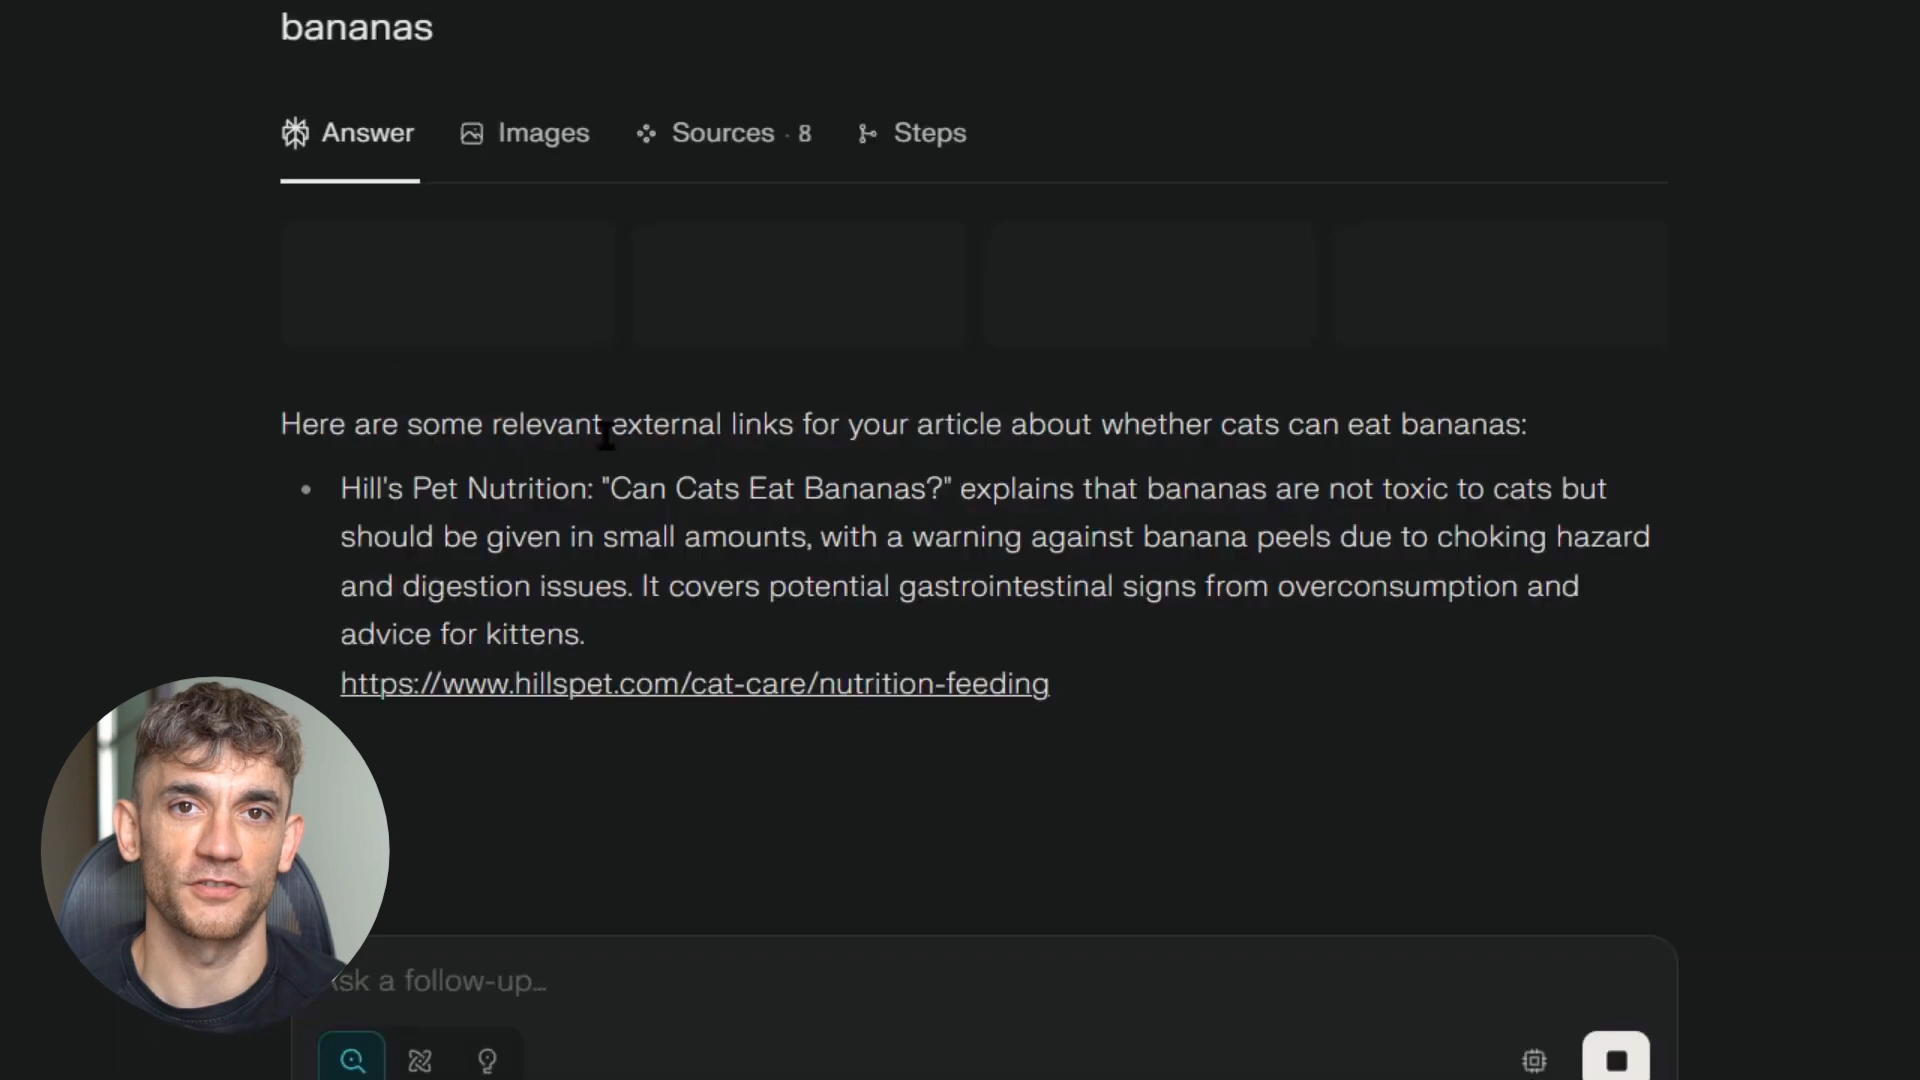 bananas
Answer Images Sources · 8 Steps
Here are some relevant external links for your article about whether cats can eat bananas:
• Hill's Pet Nutrition: "Can Cats Eat Bananas?" explains that bananas are not toxic to cats but
should be given in small amounts, with a warning against banana peels due to choking hazard
and digestion issues. It covers potential gastrointestinal signs from overconsumption and
advice for kittens.
https://www.hillspet.com/cat-care/nutrition-feeding
sk a follow-up...